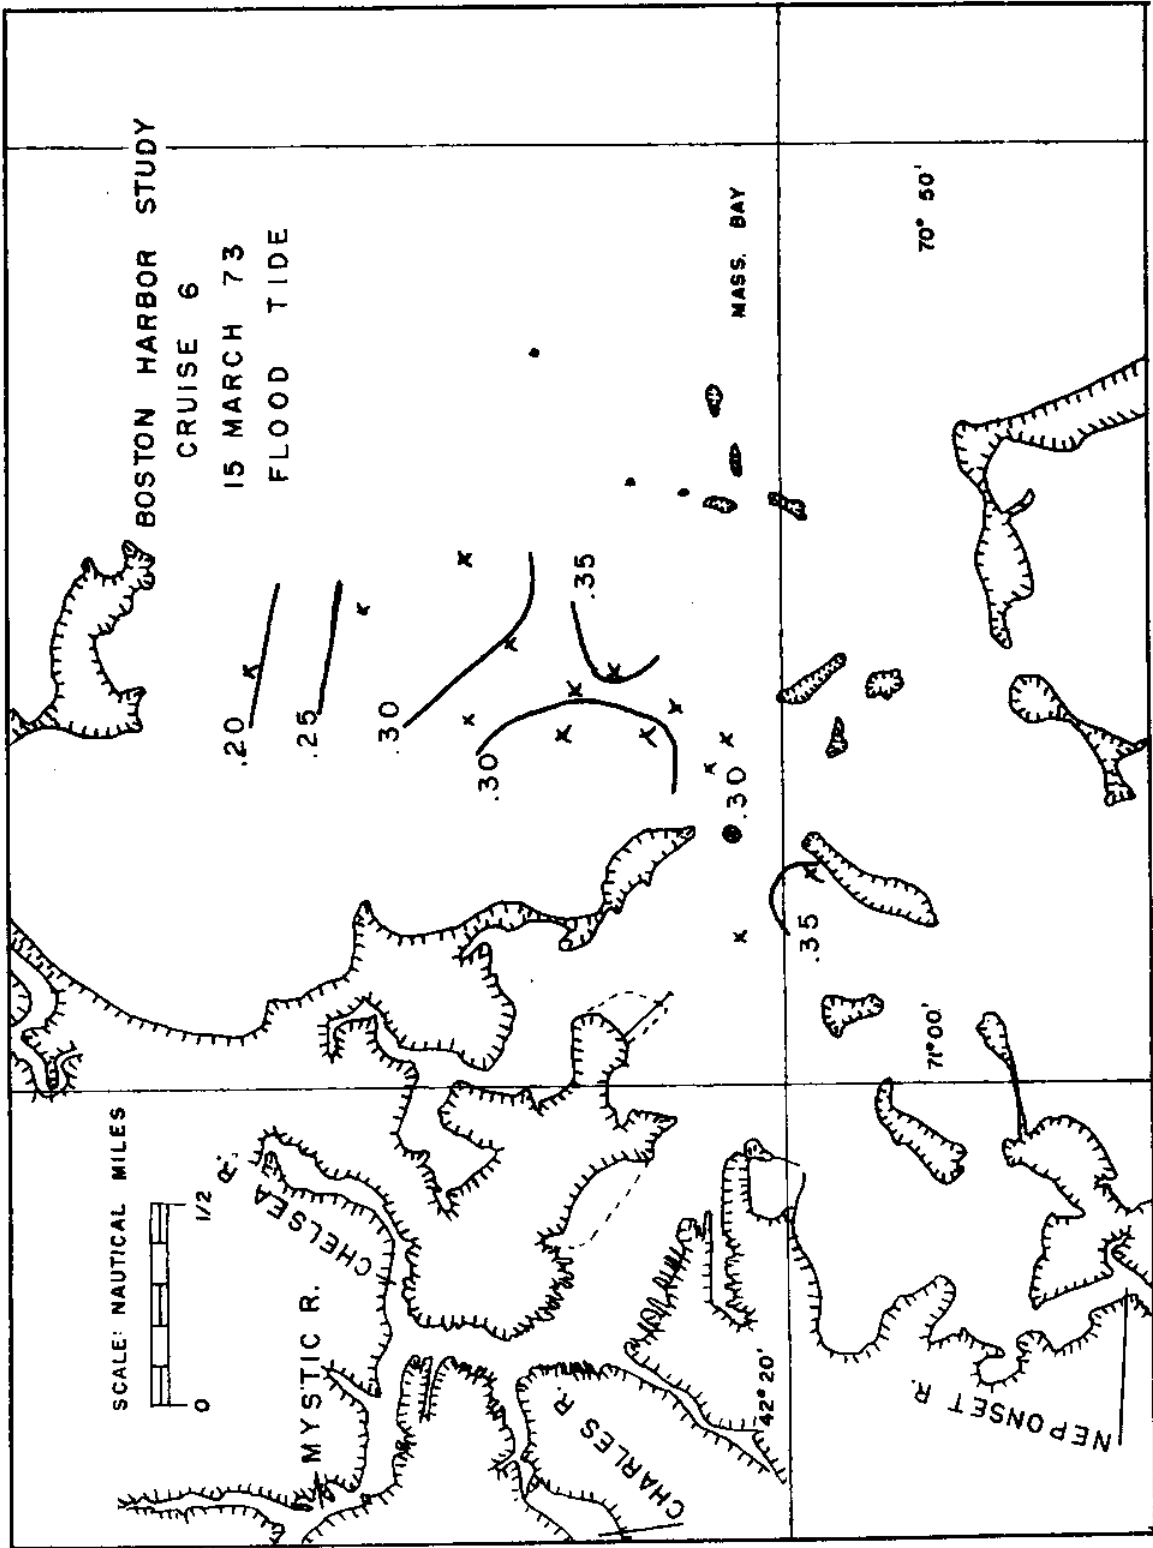 BOSTON HARBOR STUDY
CRUISE 6
15 MARCH 73
FLOOD TIDE
SCALE: NAUTICAL MILES
0 1/2
CHELSEA R.
MYSTIC R.
CHARLES R.
NEPONSET R.
MASS. BAY
42° 20'
71° 00'
70° 50'
.20
.25
.30
.30
.35
.30
.35